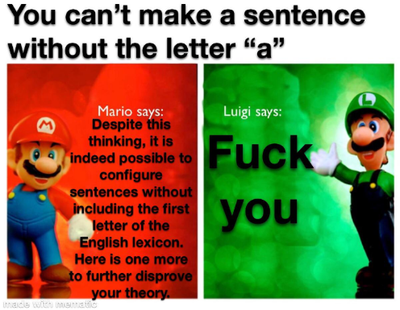 You can’t make a sentence
without the letter “a”
Mario says:
Despite this
thinking, it is
indeed possible to
configure
sentences without
including the first
letter of the
English lexicon.
Here is one more
to further disprove
your theory.
Luigi says:
Fuck
you
M
L
made with mematic